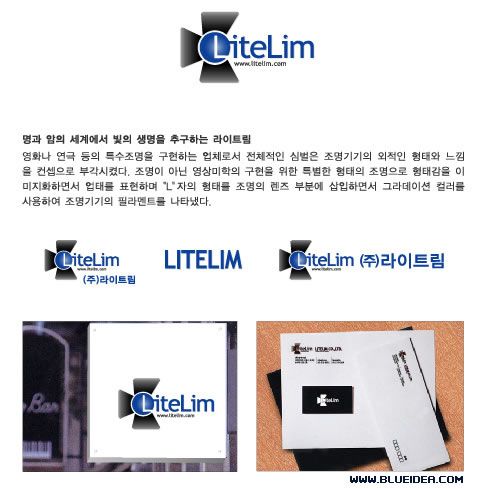 LiteLim
www.litelim.com
명과 암의 세계에서 빛의 생명을 추구하는 라이트림
영화나 연극 등의 특수조명을 구현하는 업체로서 전체적인 심벌은 조명기기의 외적인 형태와 느낌
을 컨셉으로 부각시켰다. 조명이 아닌 영상미학의 구현을 위한 특별한 형태의 조명으로 형태감을 이
미지화하면서 업태를 표현하며 "L"자의 형태를 조명의 렌즈 부분에 삽입하면서 그라데이션 컬러를
사용하여 조명기기의 필라멘트를 나타냈다.
LiteLim
www.litelim.com
(주)라이트림
LITELIM
LiteLim (주)라이트림
www.litelim.com
Bar
LiteLim
www.litelim.com
LiteLim LITELIM CO.,LTD.
LiteLim
WWW.BLUEIDEA.COM